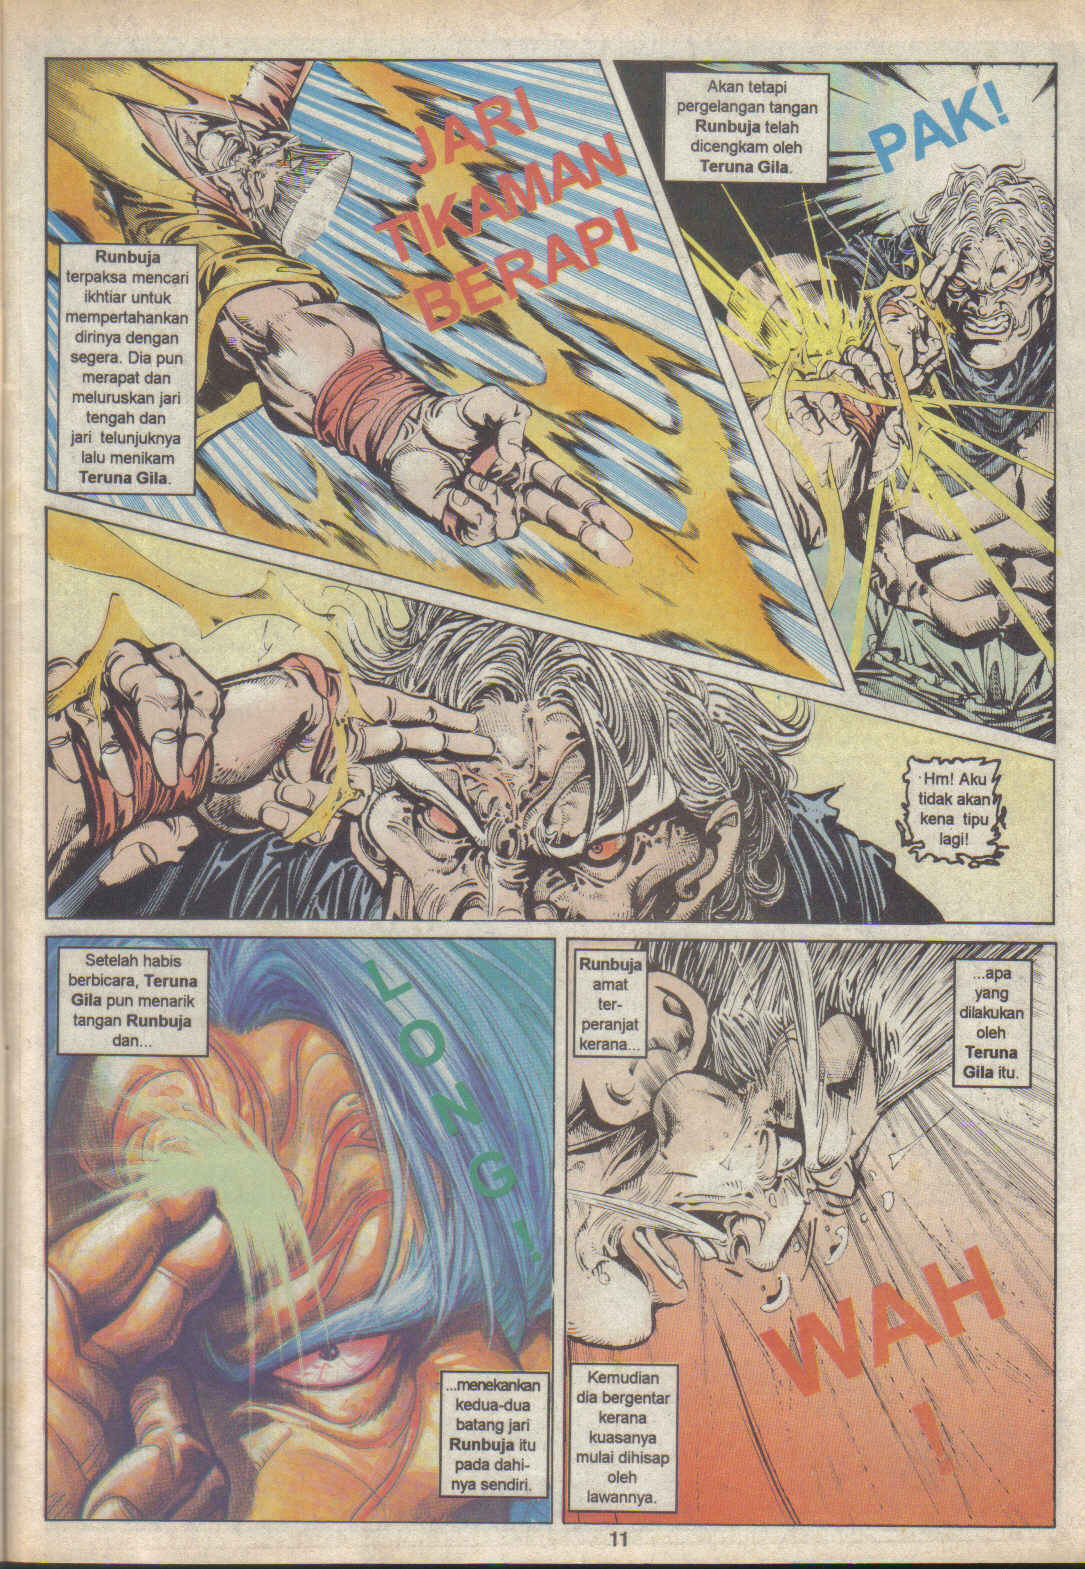 Runbuja
terpaksa mencari
ikhtiar untuk
mempertahankan
dirinya dengan
segera. Dia pun
merapat dan
meluruskan jari
tengah dan
jari telunjuknya
lalu menikam
Teruna Gila.
JARI
TIKAMAN
BERAPI
Akan tetapi
pergelangan tangan
Runbuja telah
dicengkam oleh
Teruna Gila.
PAK!
Hm! Aku
tidak akan
kena tipu
lagi!
Setelah habis
berbicara, Teruna
Gila pun menarik
tangan Runbuja
dan...
LONG!
...menekankan
kedua-dua
batang jari
Runbuja itu
pada dahi-
nya sendiri.
Runbuja
amat
ter-
peranjat
kerana...
...apa
yang
dilakukan
oleh
Teruna
Gila itu.
WAH
!
Kemudian
dia bergentar
kerana
kuasanya
mulai dihisap
oleh
lawannya.
11